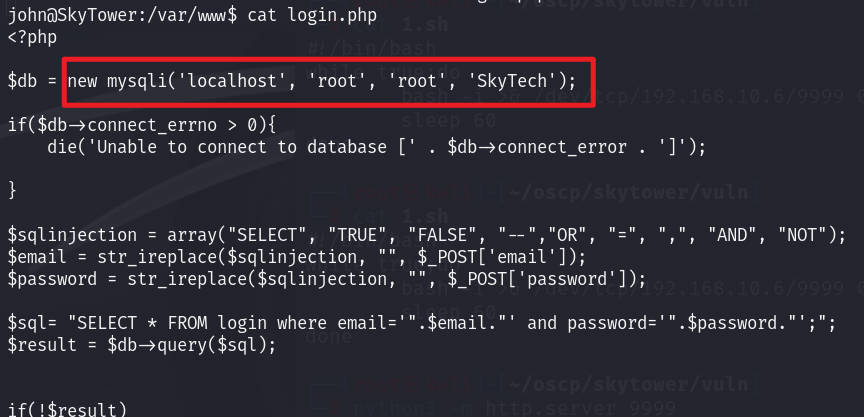 john@SkyTower:/var/www$ cat login.php
<?php
$db = new mysqli('localhost', 'root', 'root', 'SkyTech');
if($db->connect_errno > 0){
    die('Unable to connect to database [' . $db->connect_error . ']');
}
$sqlinjection = array("SELECT", "TRUE", "FALSE", "--","OR", "=", ",", "AND", "NOT");
$email = str_ireplace($sqlinjection, "", $_POST['email']);
$password = str_ireplace($sqlinjection, "", $_POST['password']);
$sql= "SELECT * FROM login where email='".$email."' and password='".$password."';";
$result = $db->query($sql);
if(!$result)